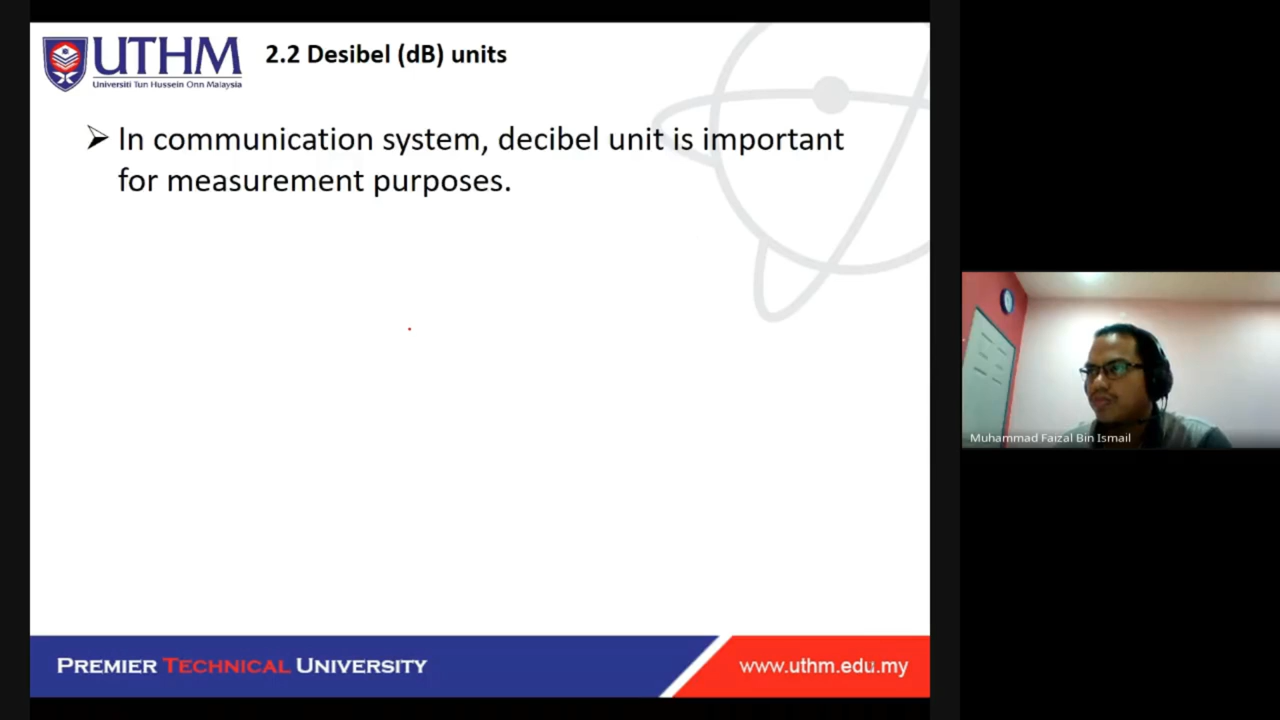 UTHM
Universiti Tun Hussein Onn Malaysia
2.2 Desibel (dB) units
In communication system, decibel unit is important
for measurement purposes.
Muhammad Faizal Bin Ismail
PREMIER TECHNICAL UNIVERSITY
www.uthm.edu.my